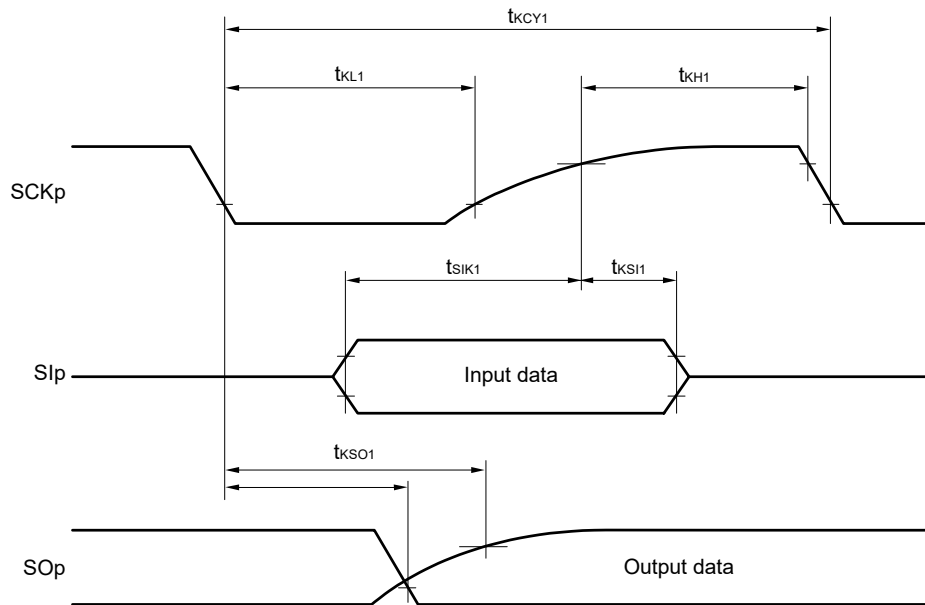 tKCY1
tKL1
tKH1
SCKp
tSIK1
tKSI1
SIp
Input data
tKSO1
SOp
Output data